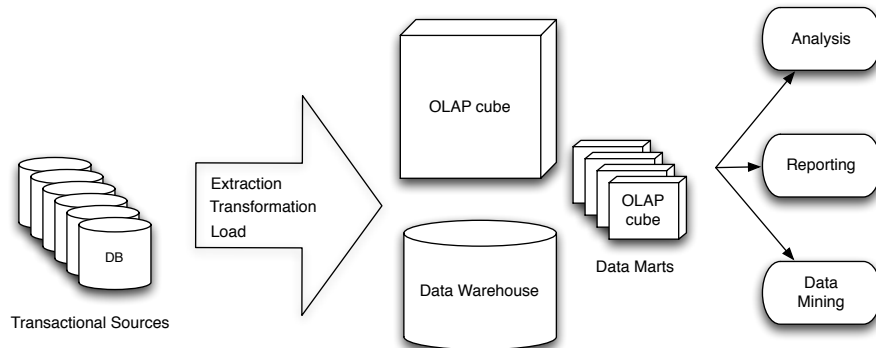 DB
Transactional Sources
Extraction
Transformation
Load
OLAP cube
Data Warehouse
OLAP
cube
Data Marts
Analysis
Reporting
Data
Mining